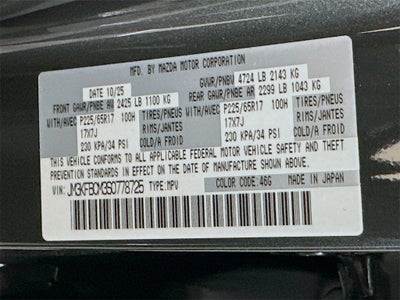 MFD. BY MAZDA MOTOR CORPORATION
DATE 10/25 GVWR/PNBV 4724 LB 2143 KG
FRONT GAWR/PNBE AV 2425 LB 1100 KG REAR GAWR/PNBE AR 2299 LB 1043 KG
WITH/AVEC P225/65R17 100H TIRES/PNEUS WITH/AVEC P225/65R17 100H TIRES/PNEUS
17X7J RIMS/JANTES 17X7J RIMS/JANTES
230 KPA/34 PSI COLD/FROID 230 KPA/34 PSI COLD/FROID
THIS VEHICLE CONFORMS TO ALL APPLICABLE FEDERAL MOTOR VEHICLE SAFETY AND THEFT
PREVENTION STANDARDS IN EFFECT ON THE DATE OF MANUFACTURE SHOWN ABOVE.
JM3KFBCM3S0778725 TYPE:MPV COLOR CODE:46G MADE IN JAPAN